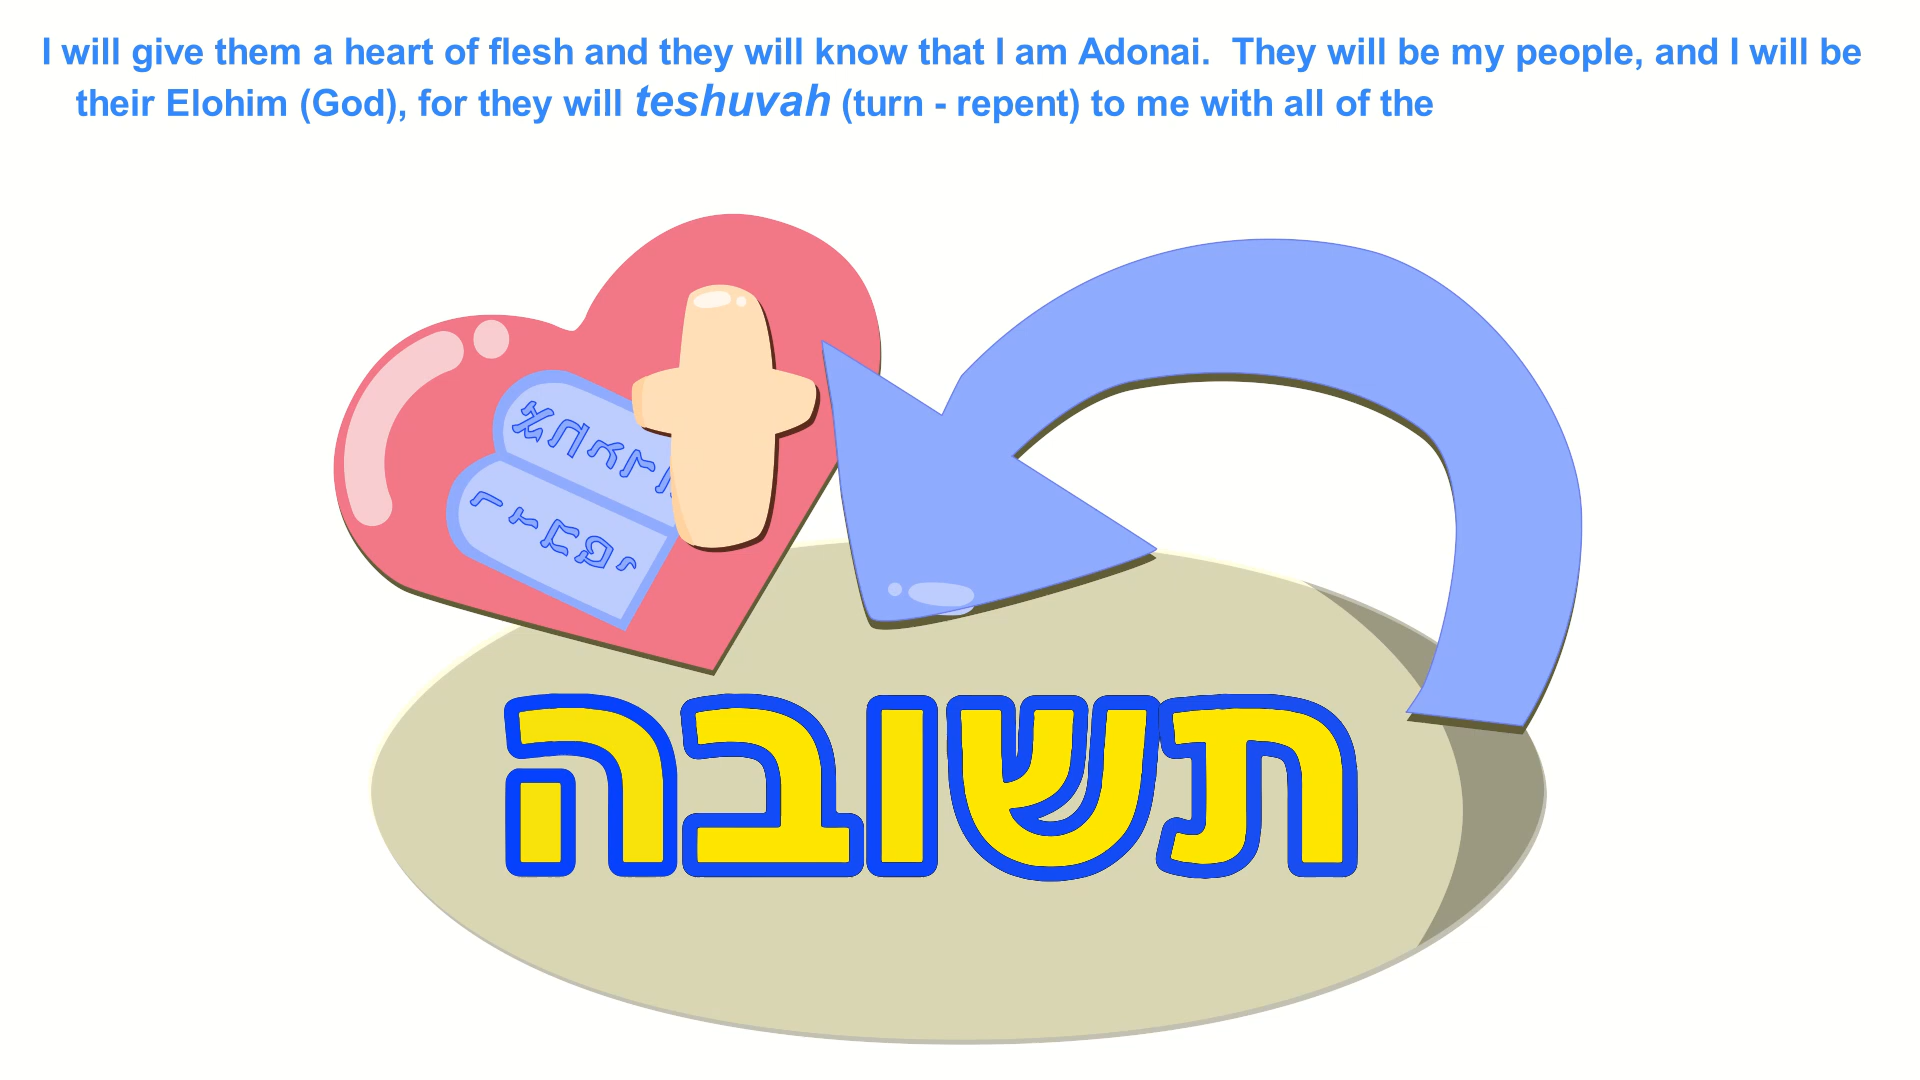 I will give them a heart of flesh and they will know that I am Adonai.  They will be my people, and I will be
their Elohim (God), for they will teshuvah (turn - repent) to me with all of the
תשובה